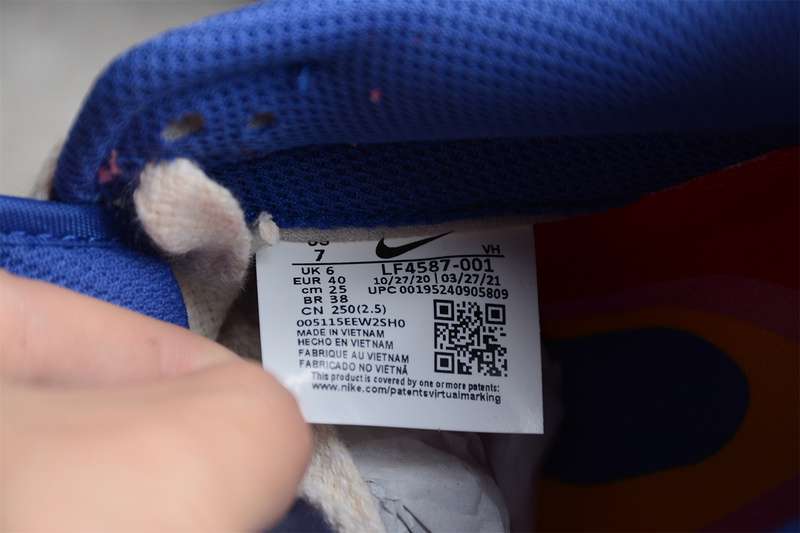 US
7
VH
UK 6
EUR 40
cm 25
BR 38
CN 250(2.5)
LF4587-001
10/27/20 | 03/27/21
UPC 00195240905809
005115EEW2SH0
MADE IN VIETNAM
HECHO EN VIETNAM
FABRIQUE AU VIETNAM
FABRICADO NO VIETNÃ
This product is covered by one or more patents:
www.nike.com/patentsvirtualmarking